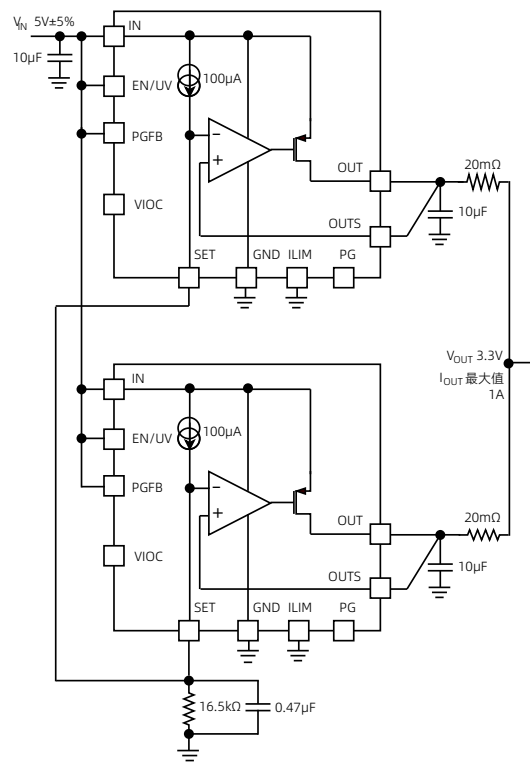 VIN 5V±5%
IN
10μF
EN/UV
100μA
PGFB
−
+
VIOC
OUT
20mΩ
10μF
OUTS
SET
GND
ILIM
PG
VOUT 3.3V
IOUT 最大值
1A
IN
EN/UV
100μA
PGFB
−
+
VIOC
OUT
20mΩ
10μF
OUTS
SET
GND
ILIM
PG
16.5kΩ
0.47μF